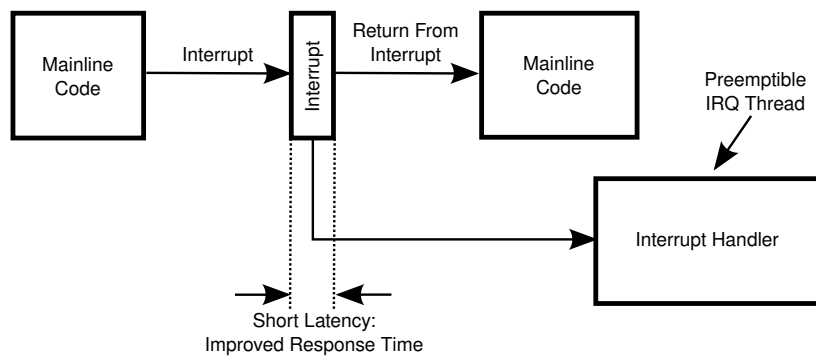 Mainline
Code
Interrupt
Interrupt
Return From
Interrupt
Mainline
Code
Preemptible
IRQ Thread
Interrupt Handler
Short Latency:
Improved Response Time